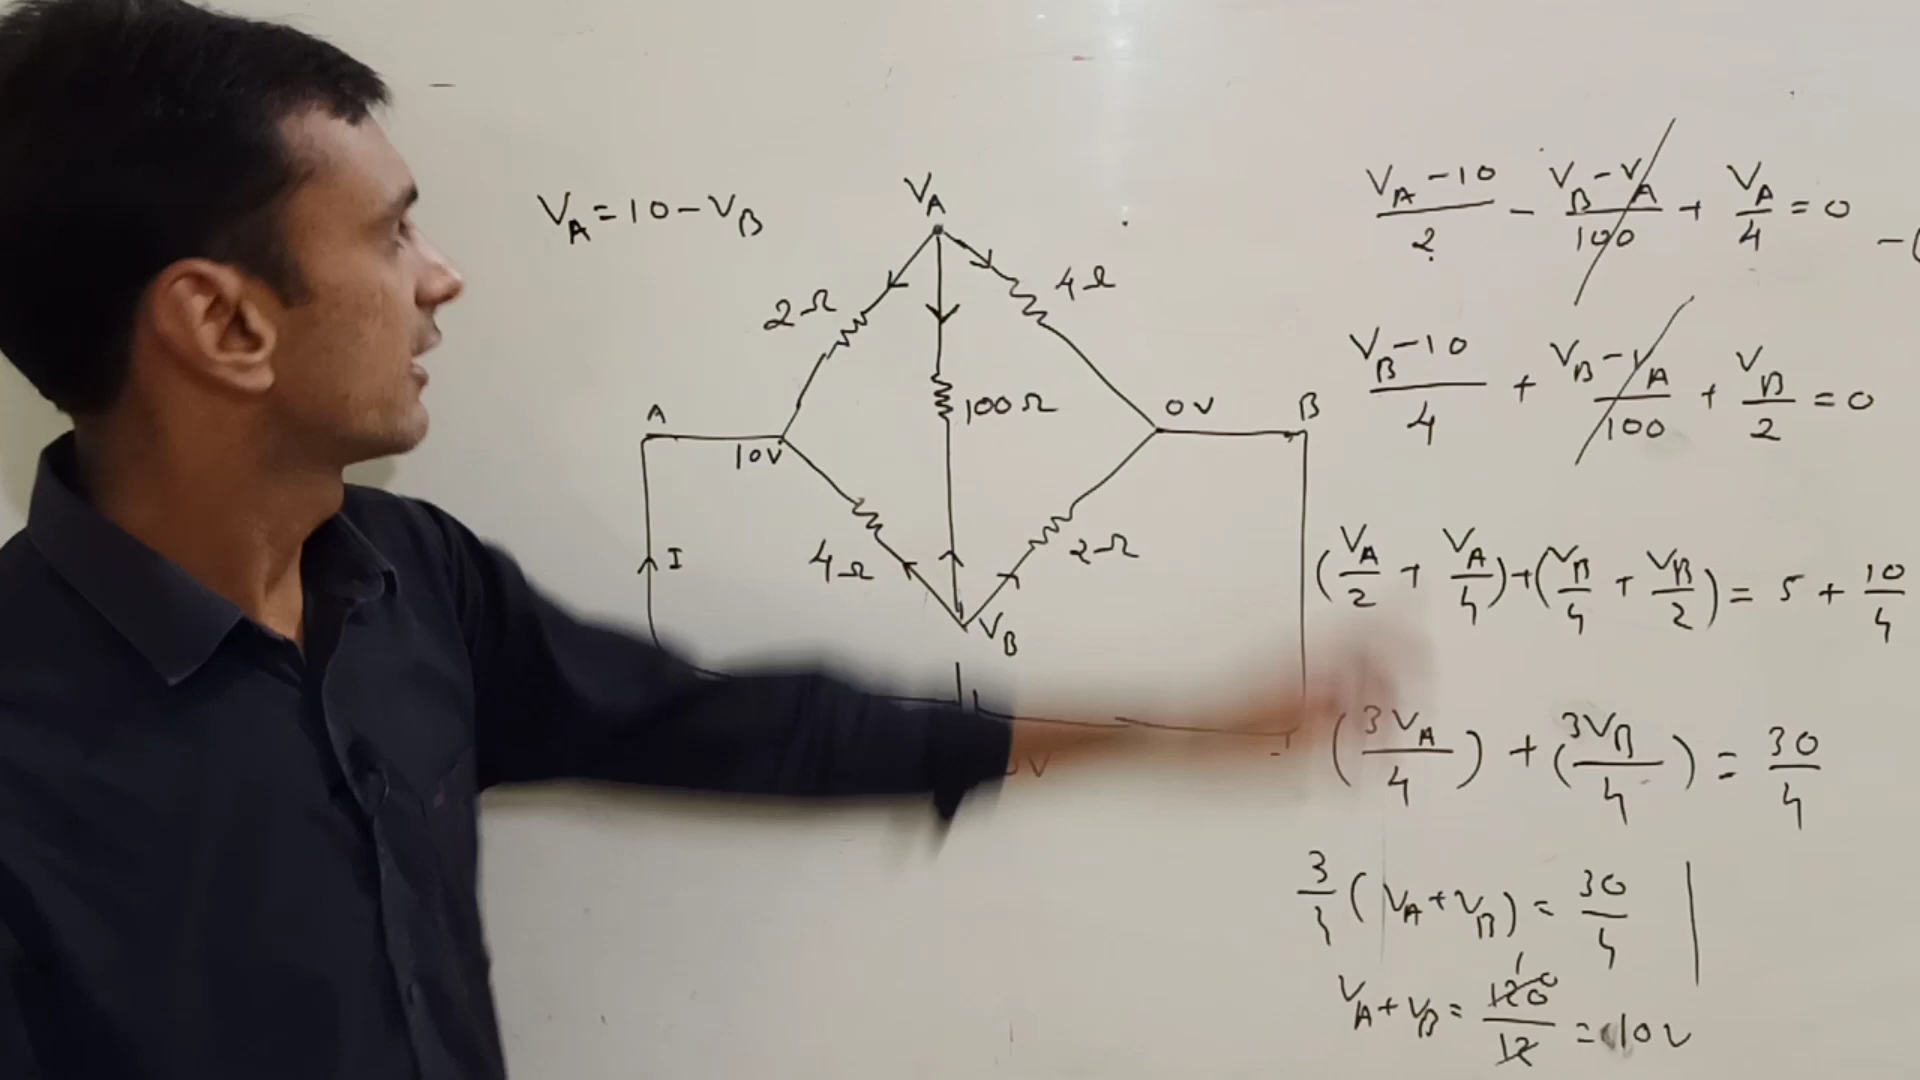 V_A = 10 - V_B
V_A
2Ω
4Ω
100Ω
A
10V
0V
B
I
4Ω
2Ω
V_B
V
(V_A - 10)/2 - (V_B - V_A)/100 + V_A/4 = 0
(V_B - 10)/4 + (V_B - V_A)/100 + V_B/2 = 0
(V_A/2 + V_A/4) + (V_B/4 + V_B/2) = 5 + 10/4
(3V_A/4) + (3V_B/4) = 30/4
3/4 (V_A + V_B) = 30/4
V_A + V_B = 120/12 = 10V